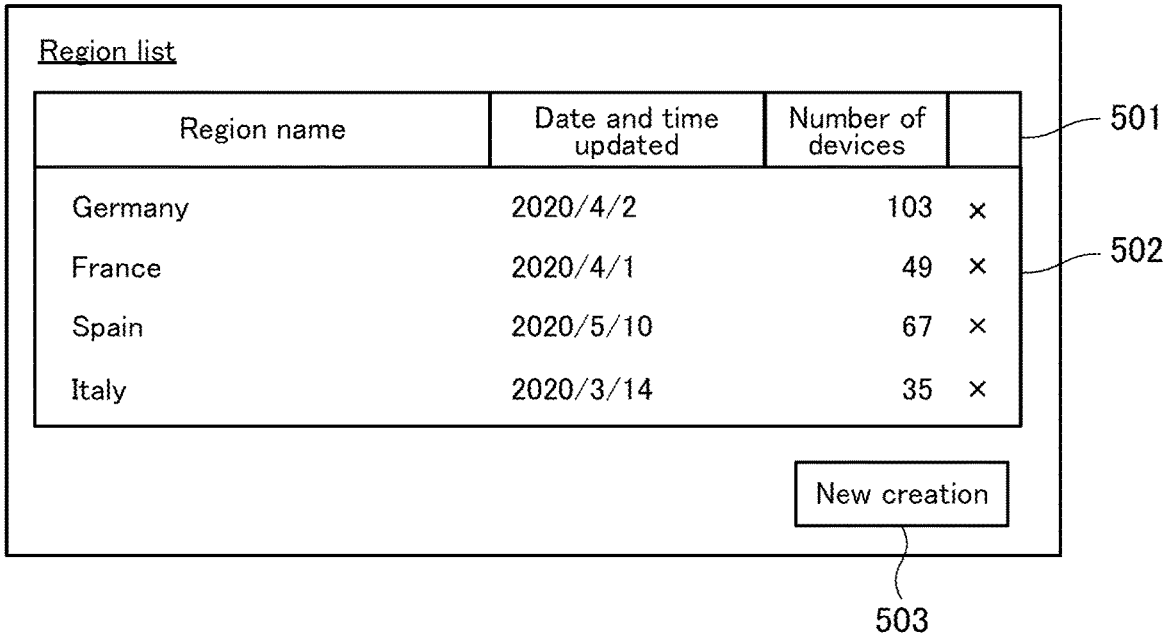 Region list
Region name Date and time updated Number of devices 501
Germany 2020/4/2 103 ×
France 2020/4/1 49 × 502
Spain 2020/5/10 67 ×
Italy 2020/3/14 35 ×
New creation
503